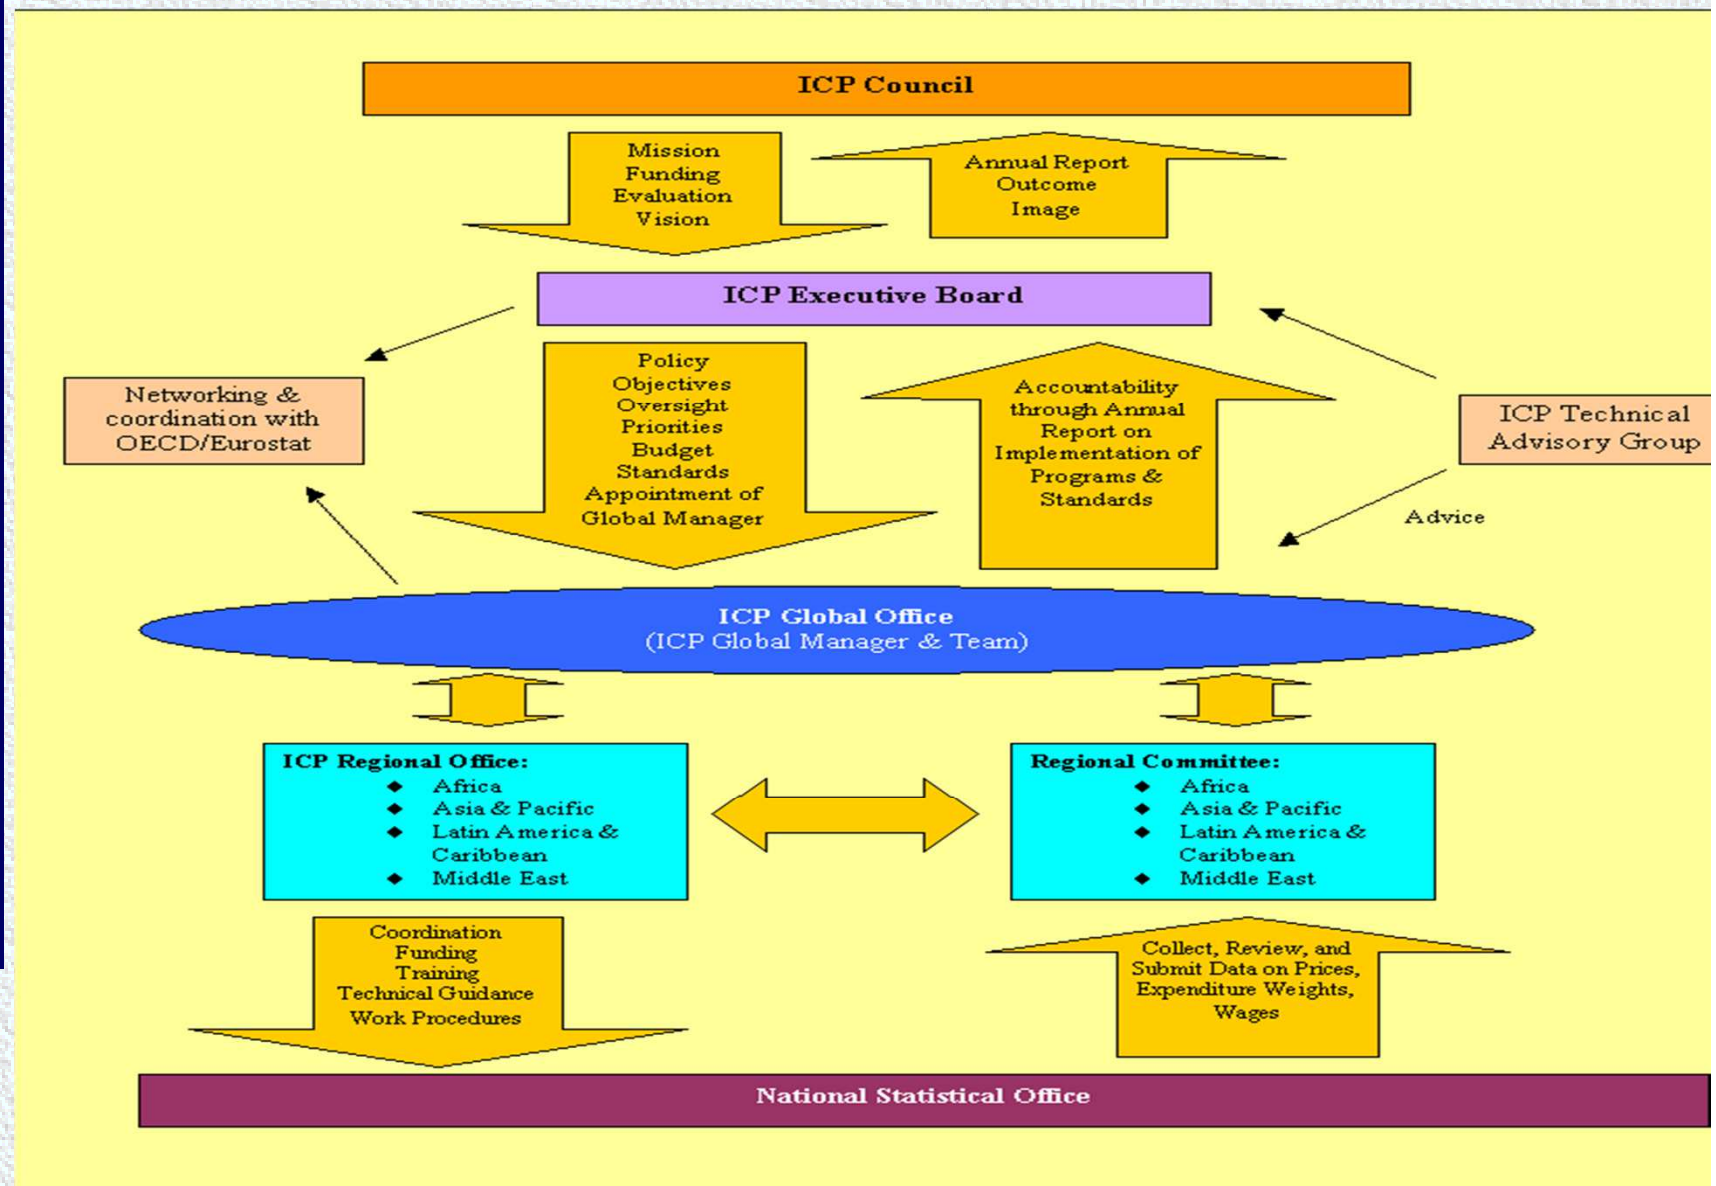 ICP Council
Mission
Funding
Evaluation
Vision
Annual Report
Outcome
Image
ICP Executive Board
Networking &
coordination with
OECD/Eurostat
Policy
Objectives
Oversight
Priorities
Budget
Standards
Appointment of
Global Manager
Accountability
through Annual
Report on
Implementation of
Programs &
Standards
ICP Technical
Advisory Group
Advice
ICP Global Office
(ICP Global Manager & Team)
ICP Regional Office:
◆ Africa
◆ Asia & Pacific
◆ Latin America &
Caribbean
◆ Middle East
Regional Committee:
◆ Africa
◆ Asia & Pacific
◆ Latin America &
Caribbean
◆ Middle East
Coordination
Funding
Training
Technical Guidance
Work Procedures
Collect, Review, and
Submit Data on Prices,
Expenditure Weights,
Wages
National Statistical Office